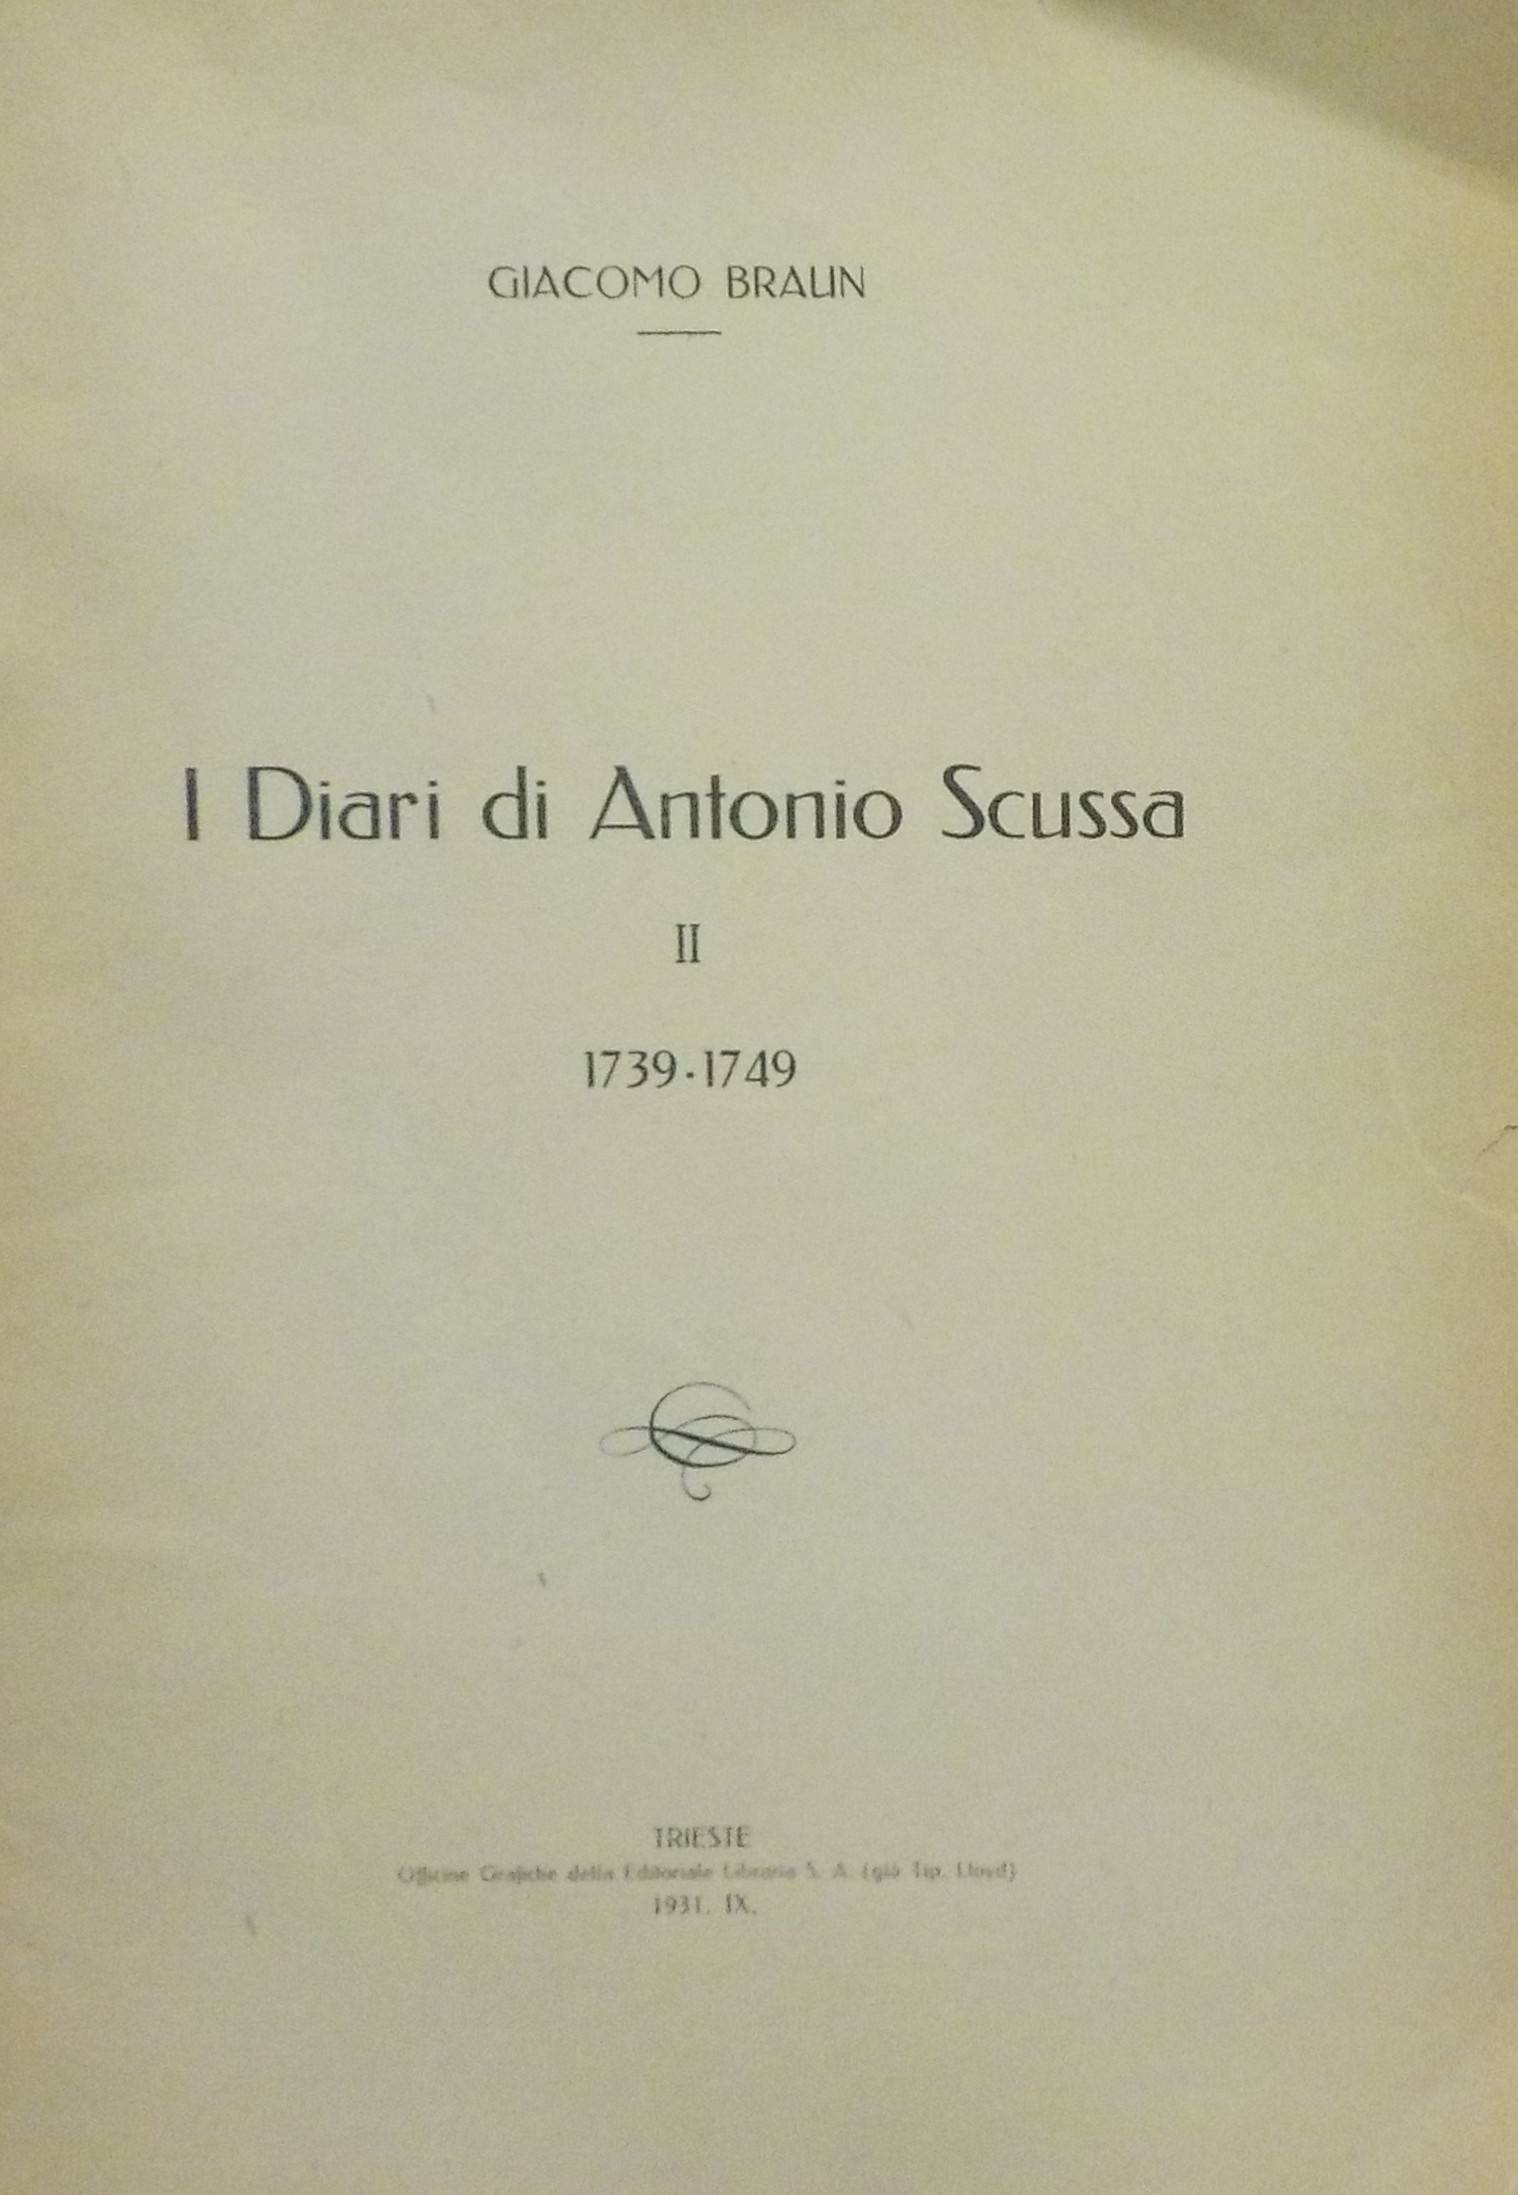 GIACOMO BRAUN
I Diari di Antonio Scussa
II
1739-1749
TRIESTE
Officine Grafiche della Editoriale Libraria S. A. (già Tip. Lloyd)
1931. IX.